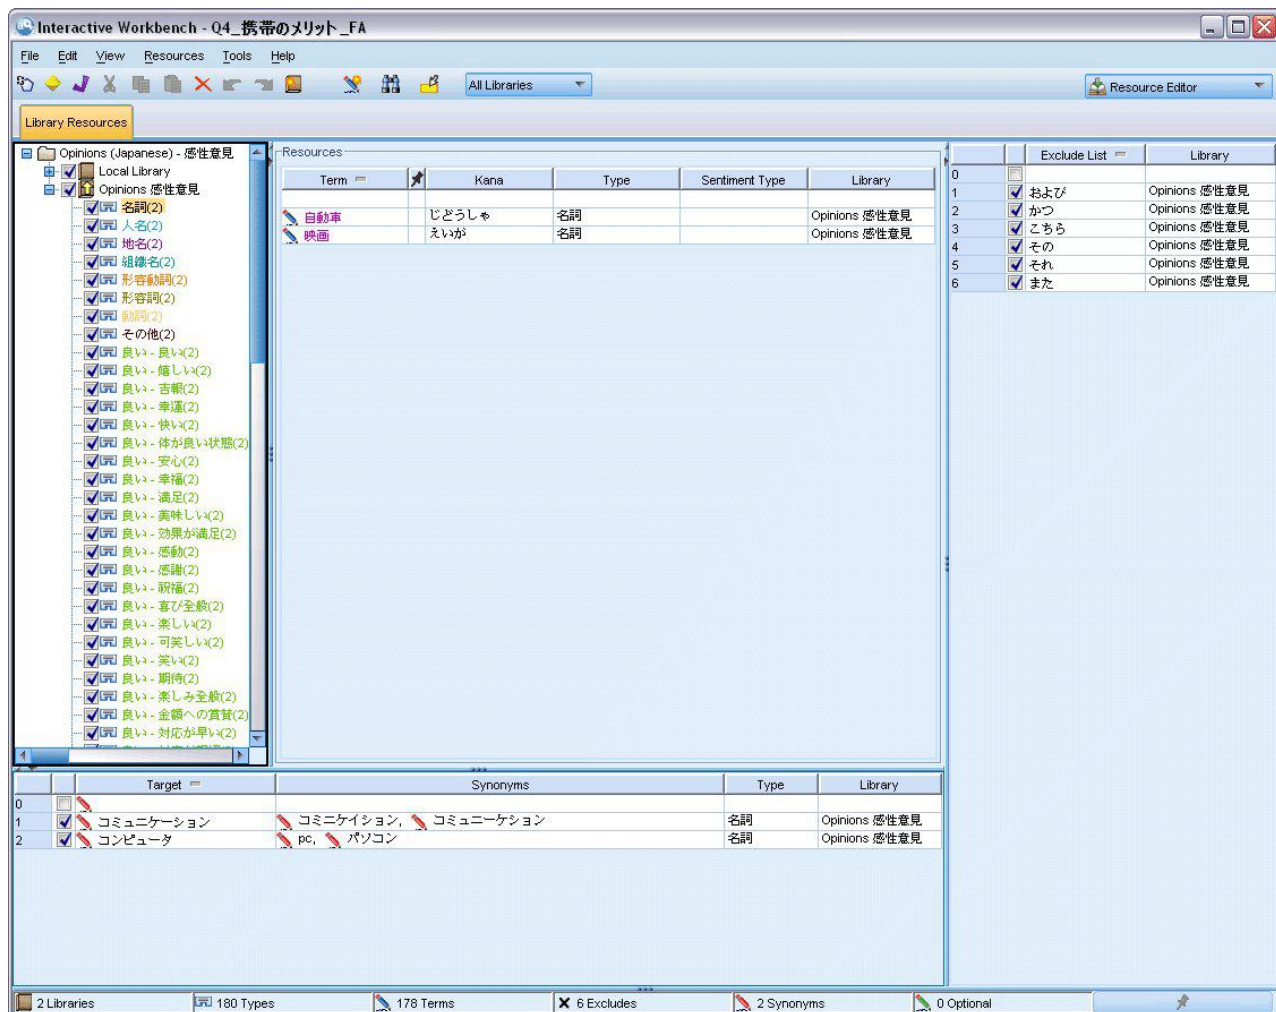 Interactive Workbench - Q4_携帯のメリット_FA
File Edit View Resources Tools Help
All Libraries
Resource Editor
Library Resources
Opinions (Japanese) - 感性意見
Local Library
Opinions 感性意見
名詞(2)
人名(2)
地名(2)
組織名(2)
形容動詞(2)
形容詞(2)
動詞(2)
その他(2)
良い - 良い(2)
良い - 嬉しい(2)
良い - 吉報(2)
良い - 幸運(2)
良い - 快い(2)
良い - 体が良い状態(2)
良い - 安心(2)
良い - 幸福(2)
良い - 満足(2)
良い - 美味しい(2)
良い - 効果が満足(2)
良い - 感動(2)
良い - 感謝(2)
良い - 祝福(2)
良い - 喜び全般(2)
良い - 楽しい(2)
良い - 可笑しい(2)
良い - 笑い(2)
良い - 期待(2)
良い - 楽しみ全般(2)
良い - 金額への賞賛(2)
良い - 対応が早い(2)
Resources
Term Kana Type Sentiment Type Library
自動車 じどうしゃ 名詞 Opinions 感性意見
映画 えいが 名詞 Opinions 感性意見
Exclude List Library
0
1 および Opinions 感性意見
2 かつ Opinions 感性意見
3 こちら Opinions 感性意見
4 その Opinions 感性意見
5 それ Opinions 感性意見
6 また Opinions 感性意見
Target Synonyms Type Library
0
1 コミュニケーション コミニケイション, コミュニーケション 名詞 Opinions 感性意見
2 コンピュータ pc, パソコン 名詞 Opinions 感性意見
2 Libraries 180 Types 178 Terms 6 Excludes 2 Synonyms 0 Optional